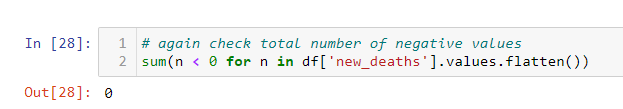 In [28]: 1 # again check total number of negative values
2 sum(n < 0 for n in df['new_deaths'].values.flatten())
Out[28]: 0